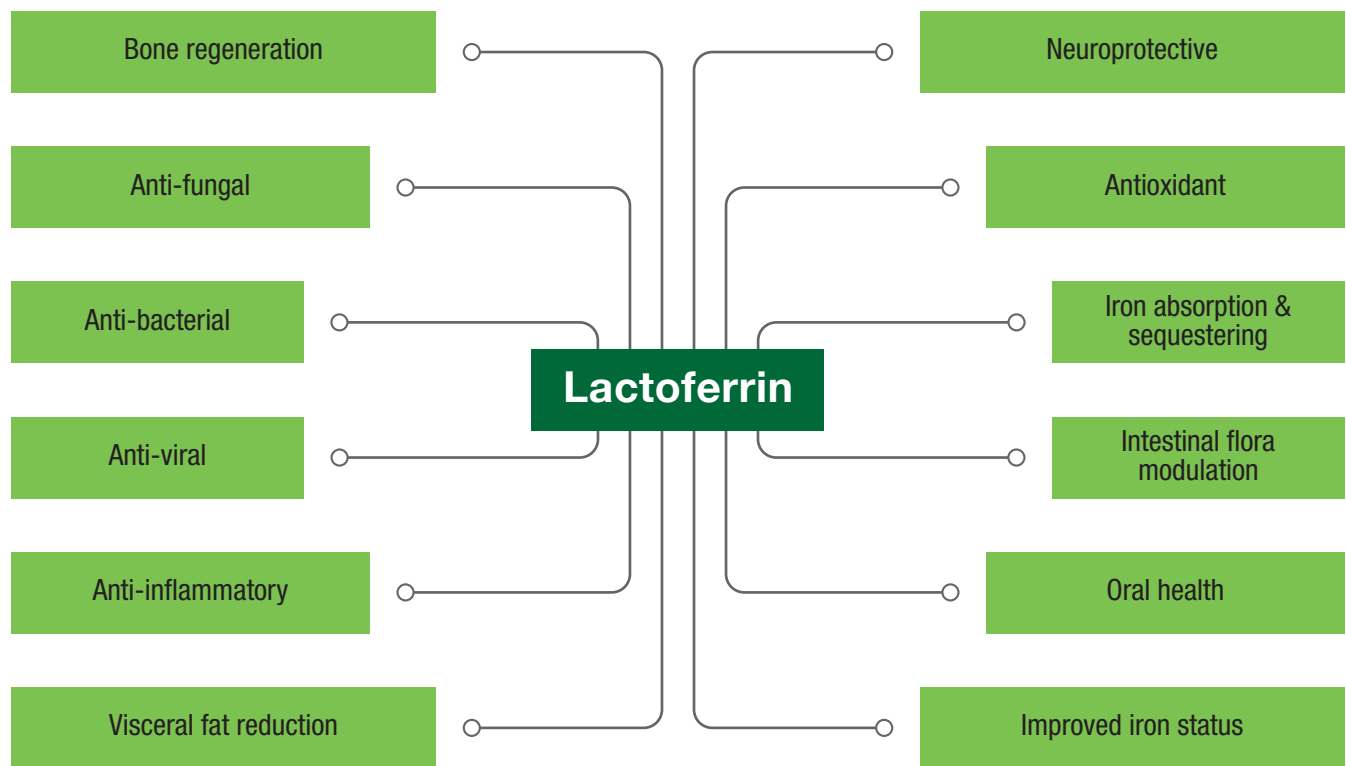 Bone regeneration
Neuroprotective
Anti-fungal
Antioxidant
Anti-bacterial
Iron absorption &
sequestering
Lactoferrin
Anti-viral
Intestinal flora
modulation
Anti-inflammatory
Oral health
Visceral fat reduction
Improved iron status